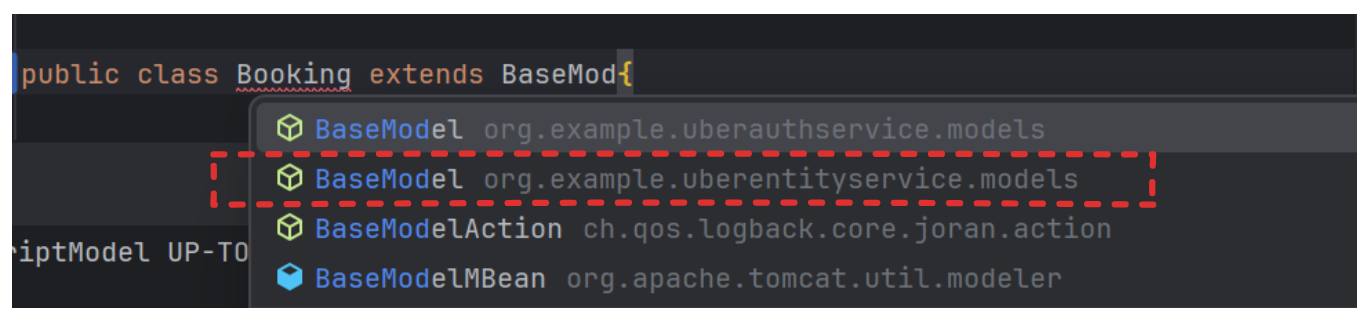 public class Booking extends BaseMod{
BaseModel org.example.uberauthservice.models
BaseModel org.example.uberentityservice.models
BaseModelAction ch.qos.logback.core.joran.action
riptModel UP-TO
BaseModelMBean org.apache.tomcat.util.modeler